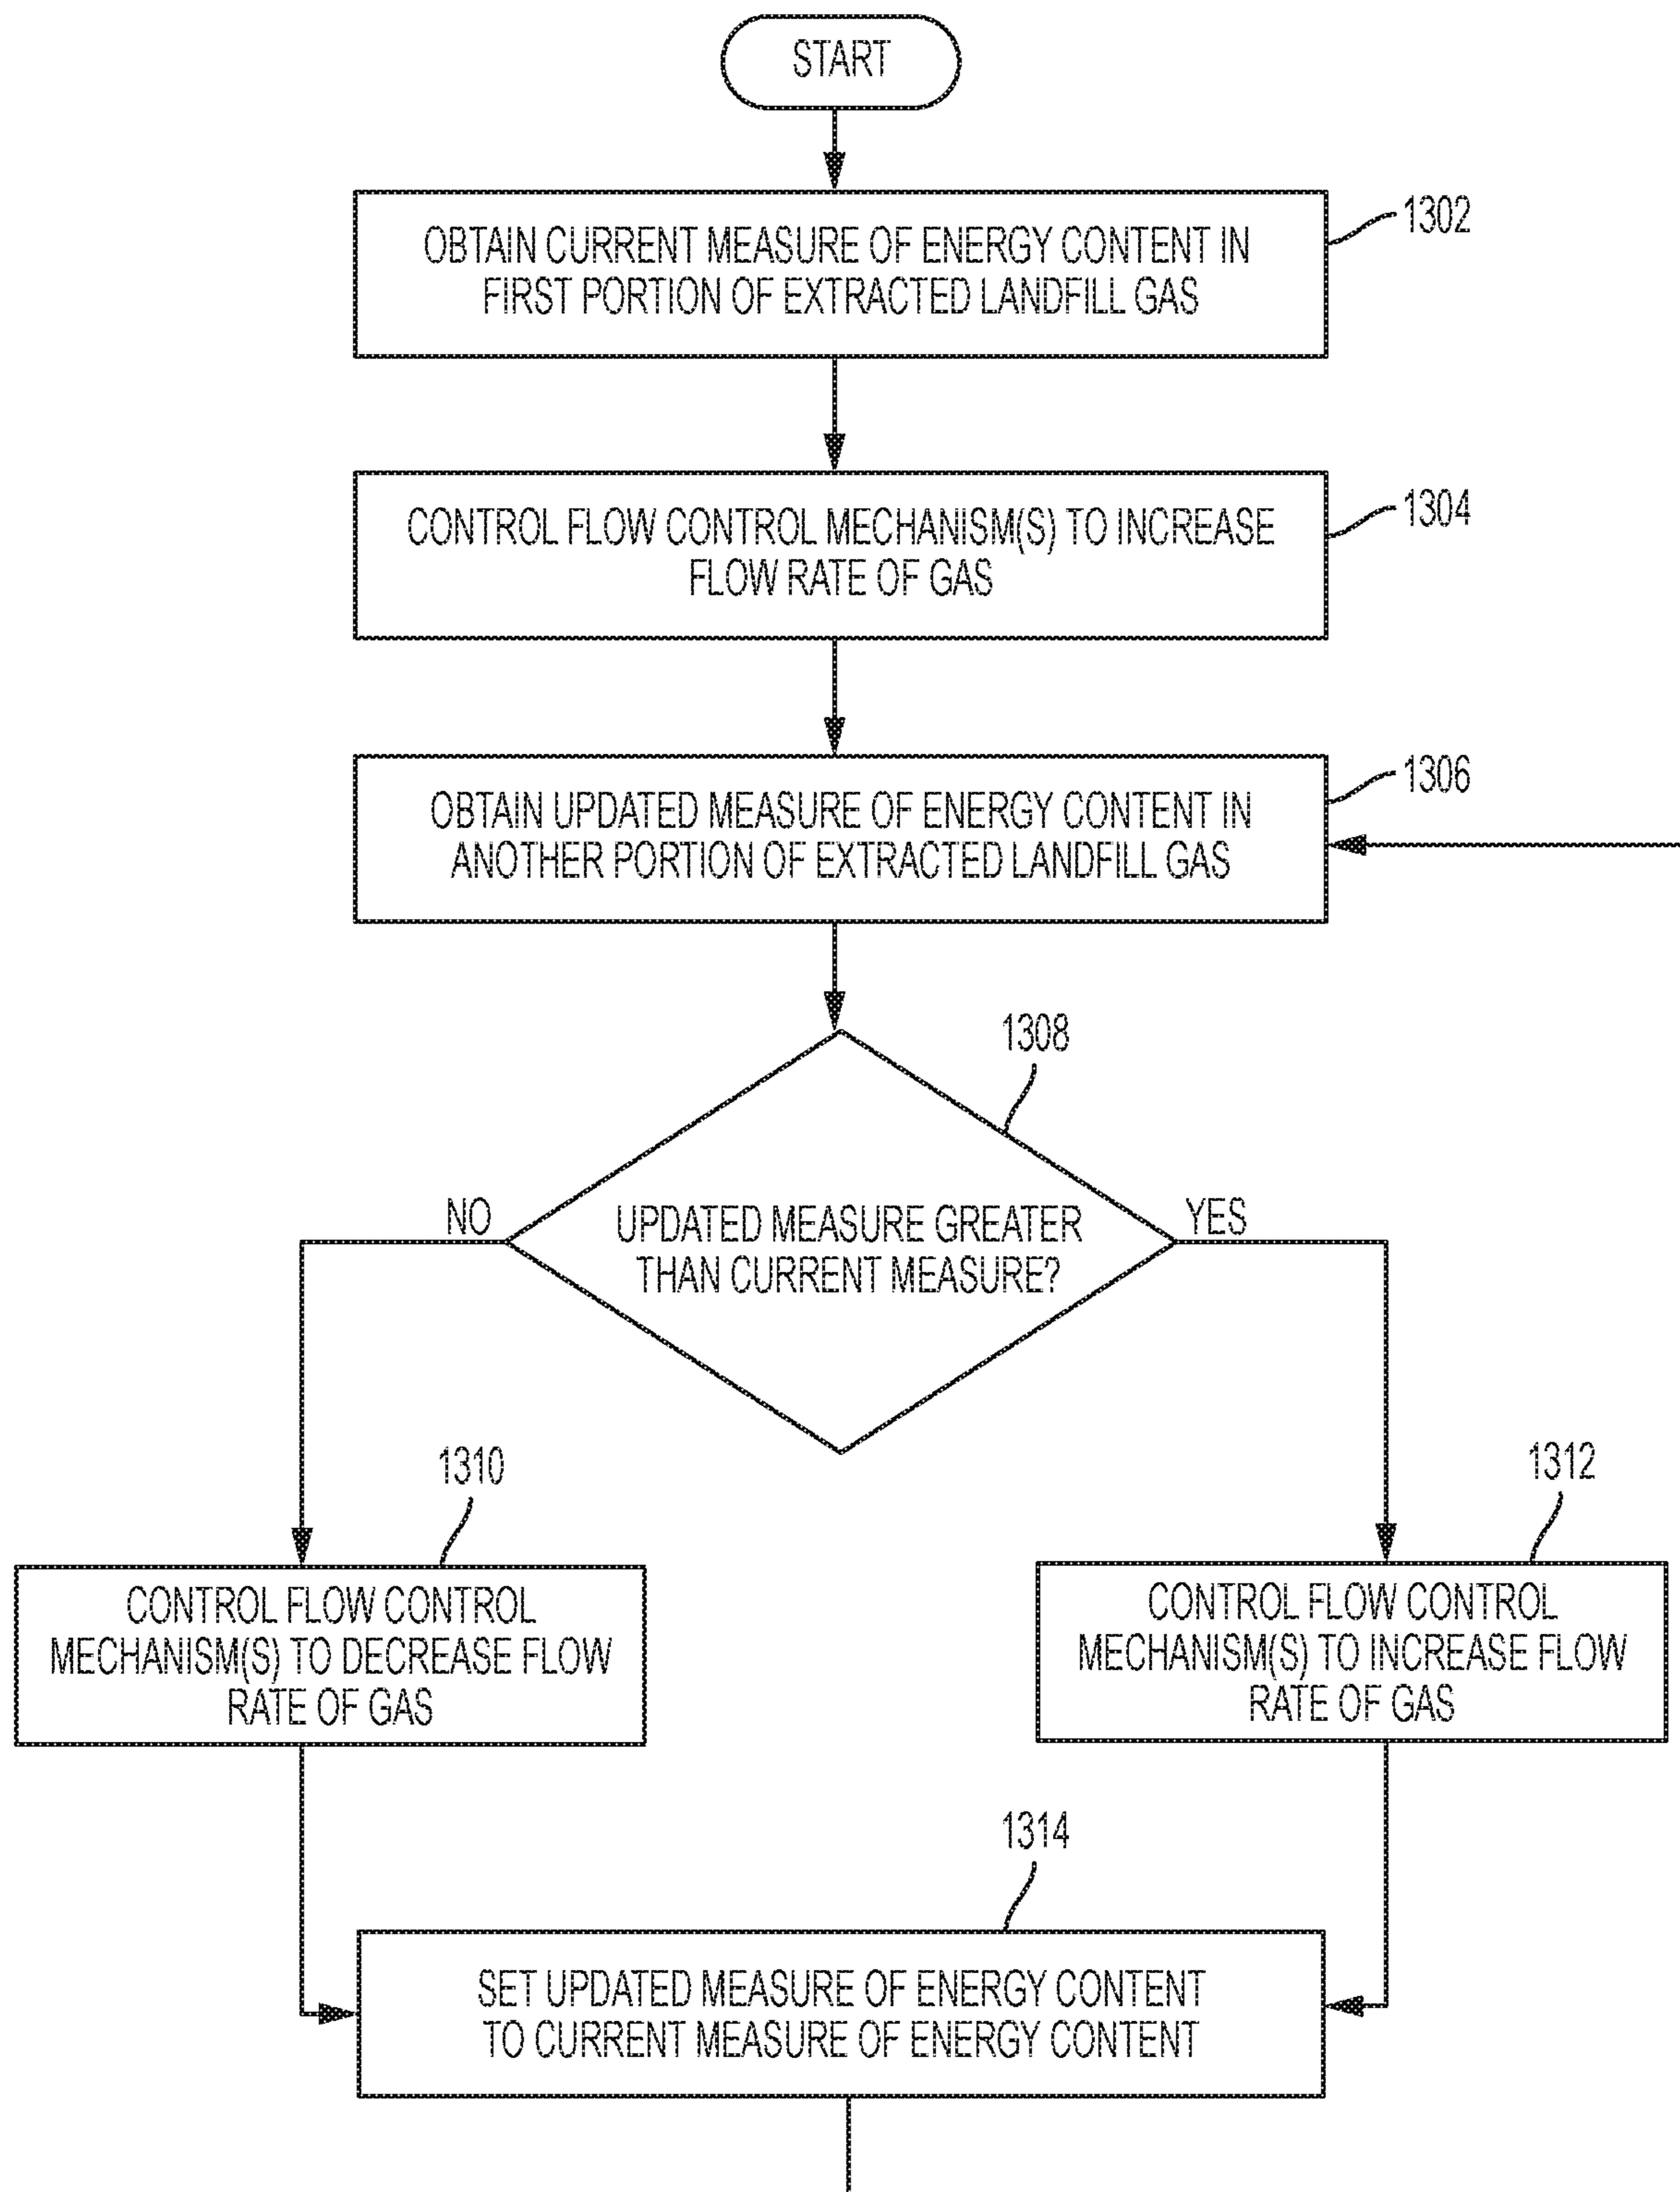 START
OBTAIN CURRENT MEASURE OF ENERGY CONTENT IN
FIRST PORTION OF EXTRACTED LANDFILL GAS
1302
CONTROL FLOW CONTROL MECHANISM(S) TO INCREASE
FLOW RATE OF GAS
1304
OBTAIN UPDATED MEASURE OF ENERGY CONTENT IN
ANOTHER PORTION OF EXTRACTED LANDFILL GAS
1306
1308
NO
UPDATED MEASURE GREATER
THAN CURRENT MEASURE?
YES
1310
CONTROL FLOW CONTROL
MECHANISM(S) TO DECREASE FLOW
RATE OF GAS
1312
CONTROL FLOW CONTROL
MECHANISM(S) TO INCREASE FLOW
RATE OF GAS
1314
SET UPDATED MEASURE OF ENERGY CONTENT
TO CURRENT MEASURE OF ENERGY CONTENT